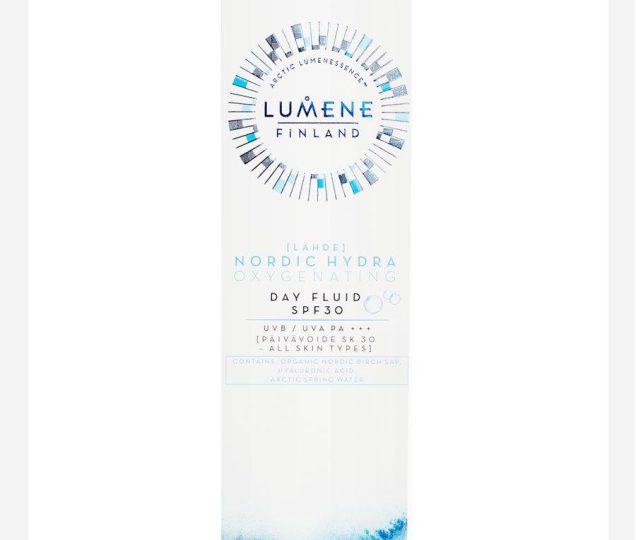 ARCTIC LUMENESSENCE™
LUMENE
FINLAND
[LÄHDE]
NORDIC HYDRA
OXYGENATING
DAY FLUID
SPF30
UVB / UVA PA +++
[PÄIVÄVOIDE SK 30
– ALL SKIN TYPES]
CONTAINS: ORGANIC NORDIC BIRCH SAP,
HYALURONIC ACID,
ARCTIC SPRING WATER